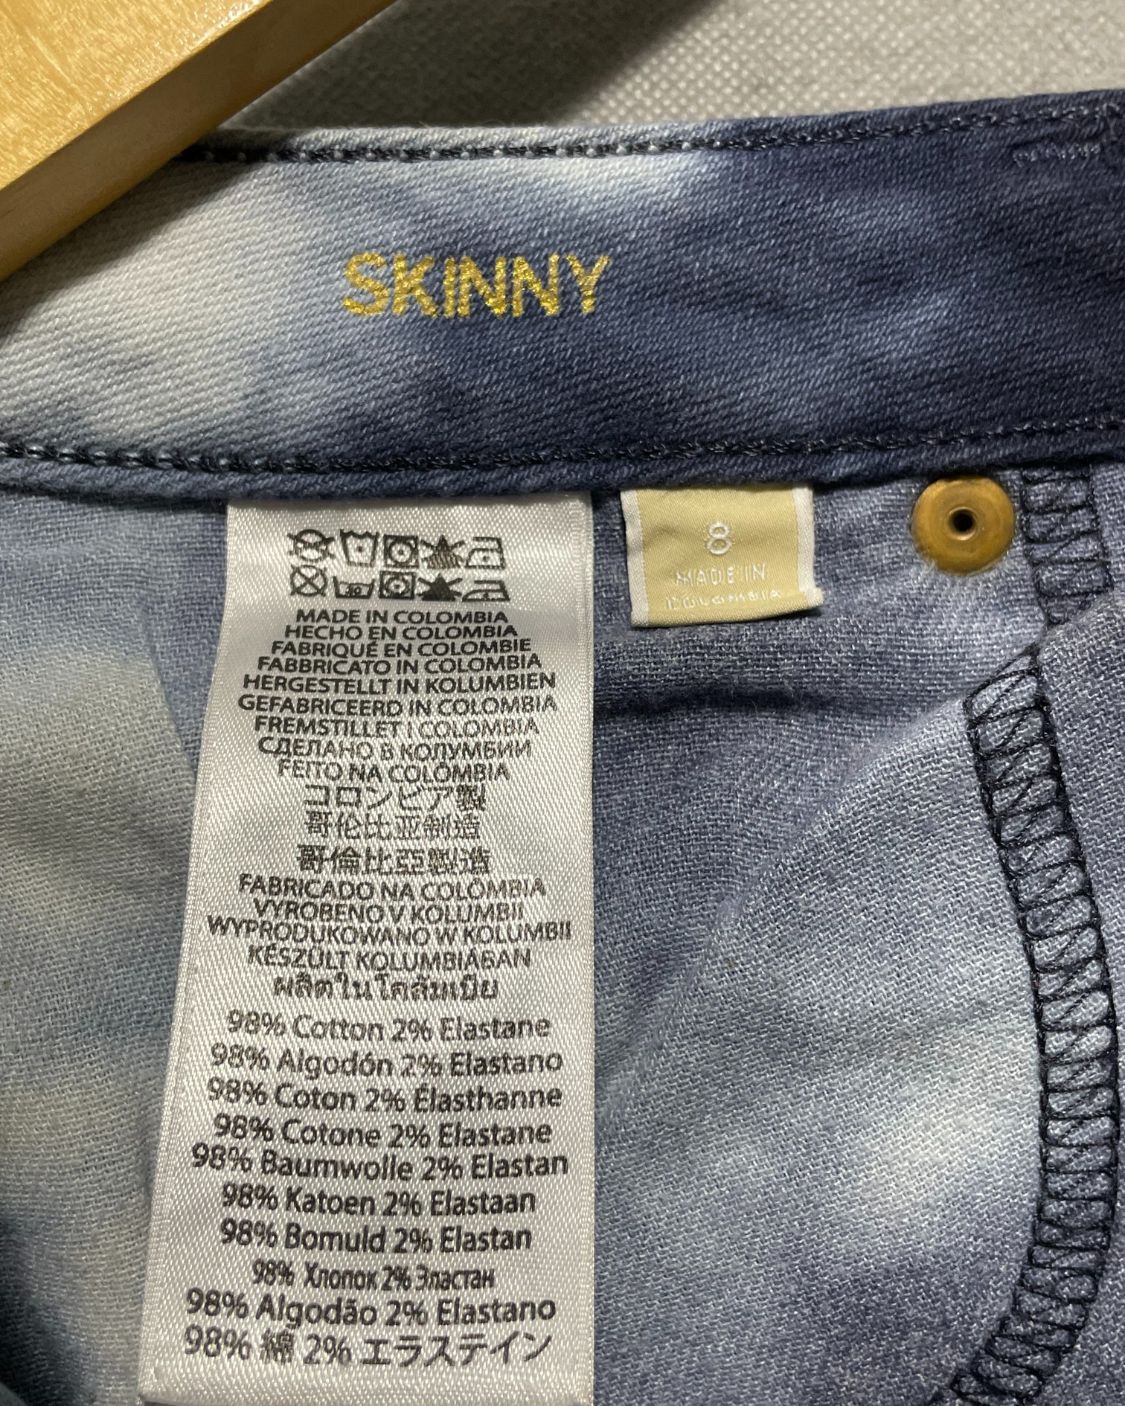 SKINNY
8
MADE IN
COLOMBIA
MADE IN COLOMBIA
HECHO EN COLOMBIA
FABRIQUÉ EN COLOMBIE
FABBRICATO IN COLOMBIA
HERGESTELLT IN KOLUMBIEN
GEFABRICEERD IN COLOMBIA
FREMSTILLET I COLOMBIA
СДЕЛАНО В КОЛУМБИИ
FEITO NA COLÔMBIA
コロンビア製
哥伦比亚制造
哥倫比亞製造
FABRICADO NA COLÔMBIA
VYROBENO V KOLUMBII
WYPRODUKOWANO W KOLUMBII
KÉSZÜLT KOLUMBIÁBAN
ผลิตในโคลัมเบีย
98% Cotton 2% Elastane
98% Algodón 2% Elastano
98% Coton 2% Élasthanne
98% Cotone 2% Elastane
98% Baumwolle 2% Elastan
98% Katoen 2% Elastaan
98% Bomuld 2% Elastan
98% Хлопок 2% Эластан
98% Algodão 2% Elastano
98% 綿 2% エラステイン